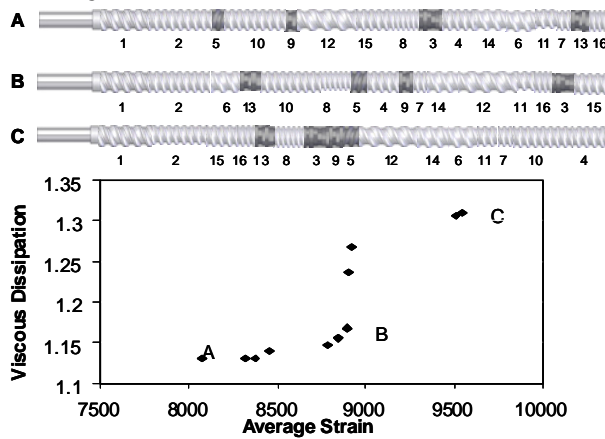 A
1 2 5 10 9 12 15 8 3 4 14 6 11 7 13 16
B
1 2 6 13 10 8 5 4 9 7 14 12 11 16 3 15
C
1 2 15 16 13 8 3 9 5 12 14 6 11 7 10 4
1.35
1.3
1.25
1.2
1.15
1.1
Viscous Dissipation
A
B
C
7500 8000 8500 9000 9500 10000
Average Strain